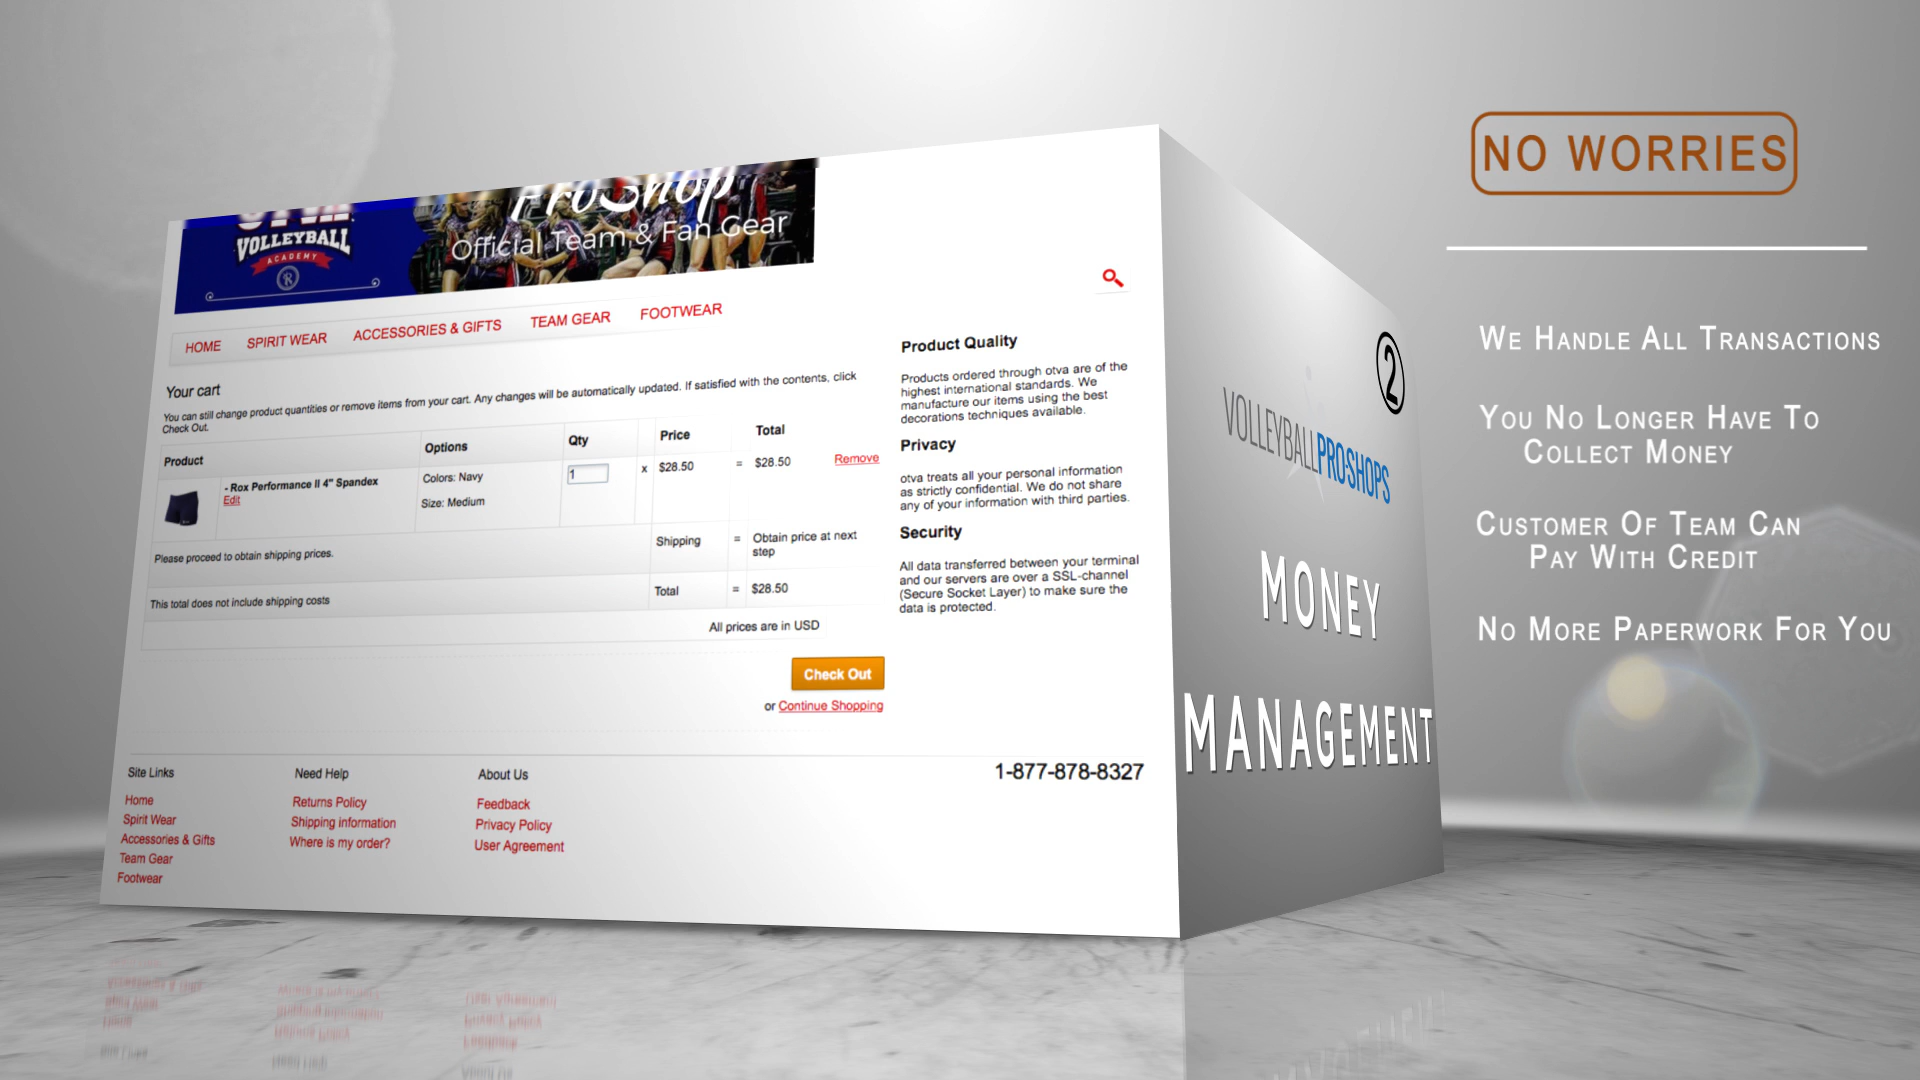 ProShop
Official Team & Fan Gear
VOLLEYBALL
ACADEMY
R
HOME SPIRIT WEAR ACCESSORIES & GIFTS TEAM GEAR FOOTWEAR
Your cart
You can still change product quantities or remove items from your cart. Any changes will be automatically updated. If satisfied with the contents, click
Check Out.
Product Options Qty Price Total
- Rox Performance II 4" Spandex Colors: Navy 1 x $28.50 = $28.50 Remove
Edit
Size: Medium
Please proceed to obtain shipping prices. Shipping = Obtain price at next
step
This total does not include shipping costs Total = $28.50
All prices are in USD
Check Out
or Continue Shopping
Product Quality
Products ordered through otva are of the
highest international standards. We
manufacture our items using the best
decorations techniques available.
Privacy
otva treats all your personal information
as strictly confidential. We do not share
any of your information with third parties.
Security
All data transferred between your terminal
and our servers are over a SSL-channel
(Secure Socket Layer) to make sure the
data is protected.
Site Links
Home
Spirit Wear
Accessories & Gifts
Team Gear
Footwear
Need Help
Returns Policy
Shipping information
Where is my order?
About Us
Feedback
Privacy Policy
User Agreement
1-877-878-8327
2
VOLLEYBALLPRO-SHOPS
MONEY
MANAGEMENT
NO WORRIES
WE HANDLE ALL TRANSACTIONS
YOU NO LONGER HAVE TO
COLLECT MONEY
CUSTOMER OF TEAM CAN
PAY WITH CREDIT
NO MORE PAPERWORK FOR YOU